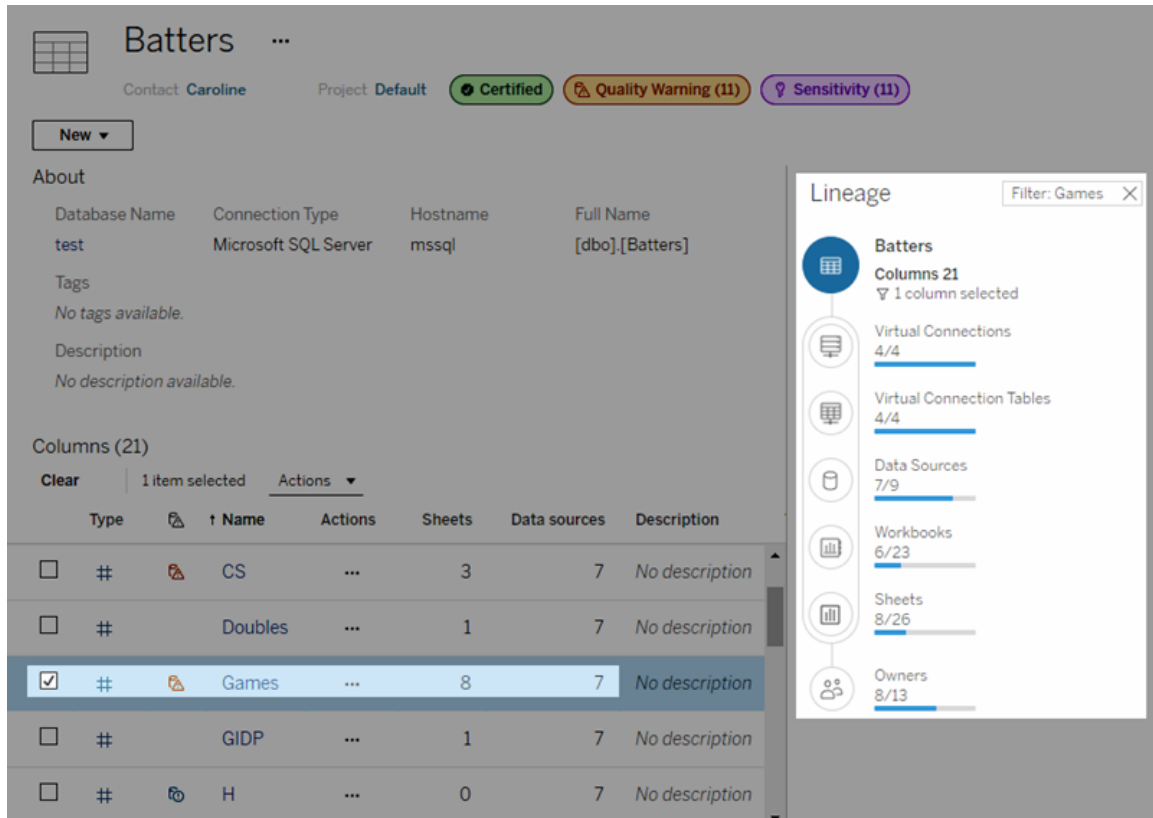 Batters ...
Contact Caroline Project Default Certified Quality Warning (11) Sensitivity (11)
New
About
Database Name Connection Type Hostname Full Name
test Microsoft SQL Server mssql [dbo].[Batters]
Tags
No tags available.
Description
No description available.
Columns (21)
Clear 1 item selected Actions
Type ↑ Name Actions Sheets Data sources Description
# CS ... 3 7 No description
# Doubles ... 1 7 No description
# Games ... 8 7 No description
# GIDP ... 1 7 No description
# H ... 0 7 No description
Lineage Filter: Games
Batters
Columns 21
1 column selected
Virtual Connections
4/4
Virtual Connection Tables
4/4
Data Sources
7/9
Workbooks
6/23
Sheets
8/26
Owners
8/13